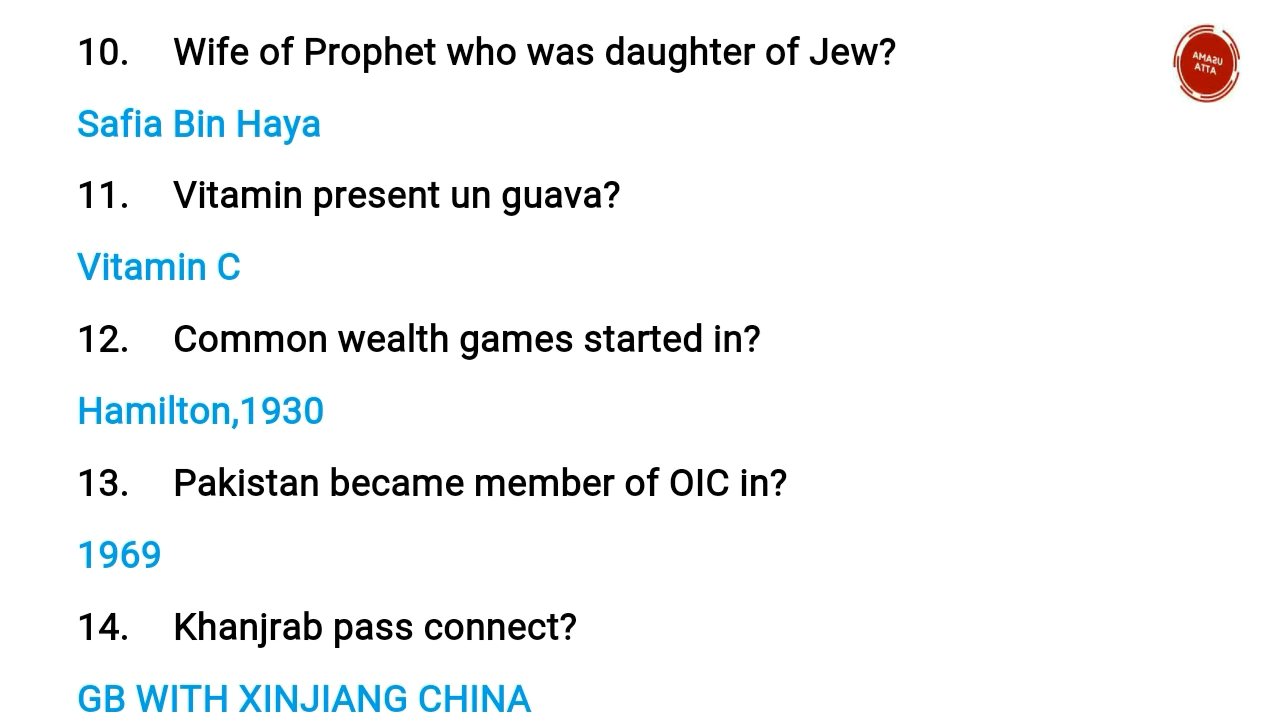 10. Wife of Prophet who was daughter of Jew?
Safia Bin Haya
11. Vitamin present un guava?
Vitamin C
12. Common wealth games started in?
Hamilton,1930
13. Pakistan became member of OIC in?
1969
14. Khanjrab pass connect?
GB WITH XINJIANG CHINA
USAMA
ATTA